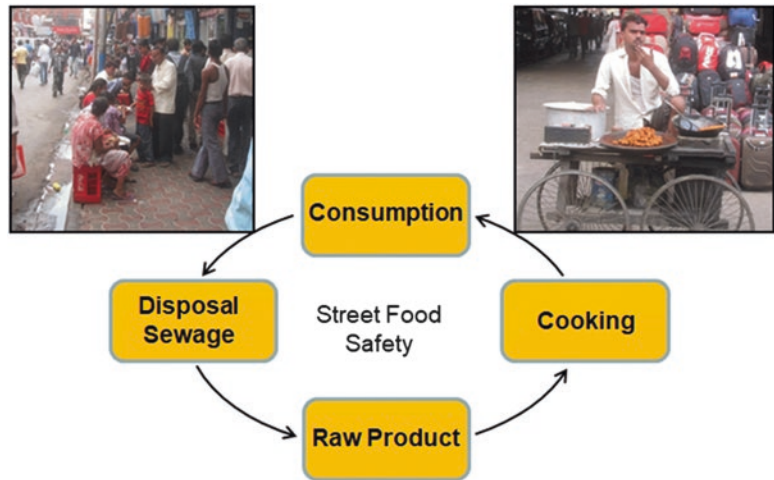 Consumption
Disposal
Sewage
Street Food
Safety
Cooking
Raw Product